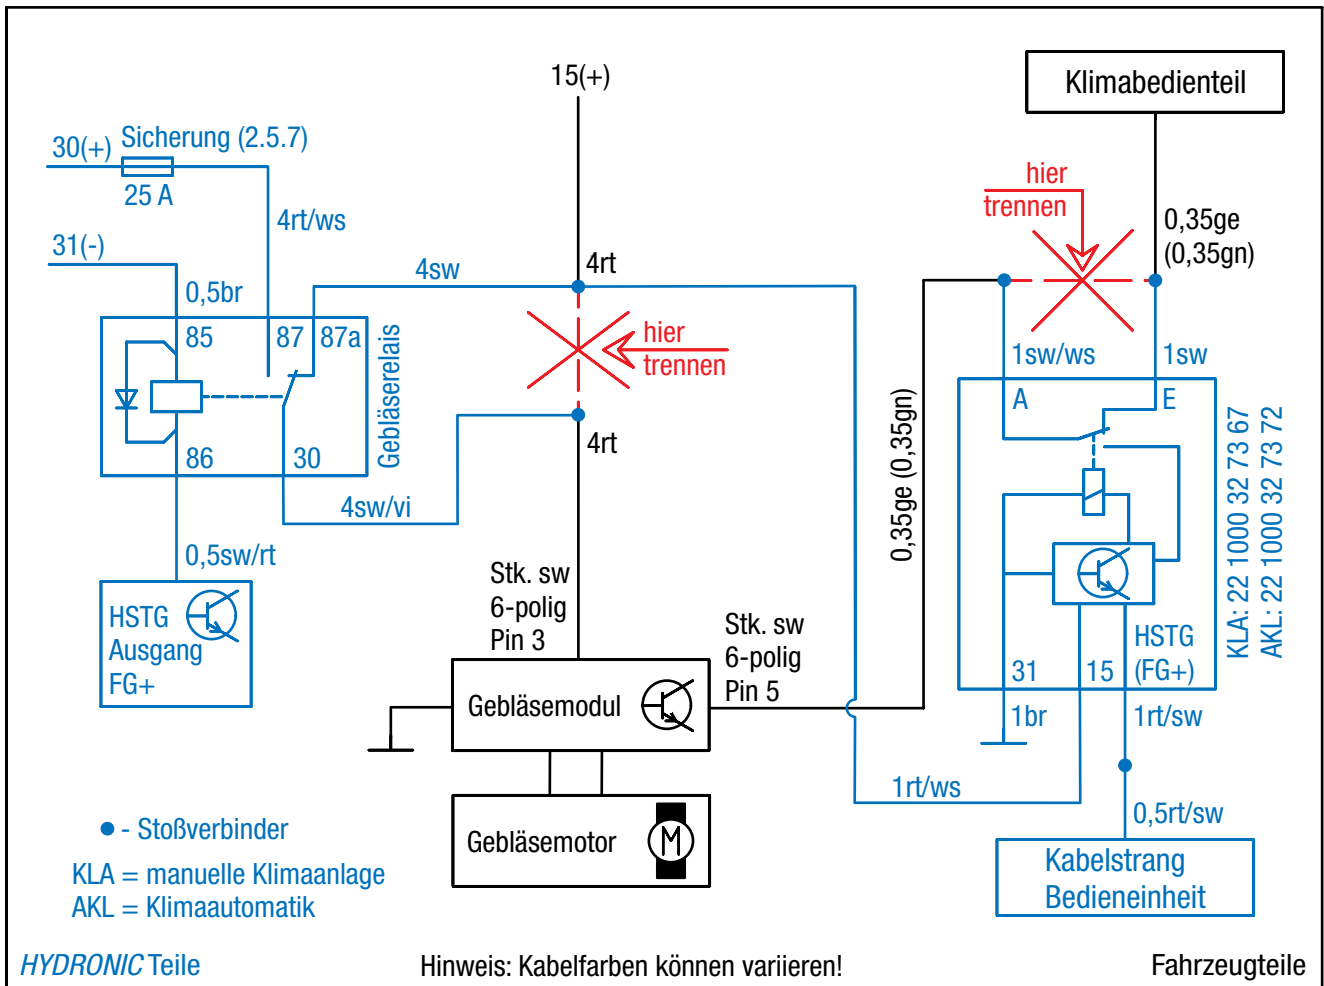 15(+)
Klimabedienteil
Sicherung (2.5.7)
30(+)
25 A
4rt/ws
31(-)
0,5br
4sw
4rt
hier
trennen
0,35ge
(0,35gn)
85
87
87a
hier
trennen
1sw/ws
1sw
Gebläserelais
A
E
86
30
4rt
4sw/vi
0,35ge (0,35gn)
KLA: 22 1000 32 73 67
AKL: 22 1000 32 73 72
0,5sw/rt
HSTG
Ausgang
FG+
Stk. sw
6-polig
Pin 3
Stk. sw
6-polig
Pin 5
HSTG
(FG+)
31
15
Gebläsemodul
1br
1rt/sw
1rt/ws
0,5rt/sw
Gebläsemotor
M
- Stoßverbinder
KLA = manuelle Klimaanlage
AKL = Klimaautomatik
Kabelstrang
Bedieneinheit
HYDRONIC Teile
Hinweis: Kabelfarben können variieren!
Fahrzeugteile